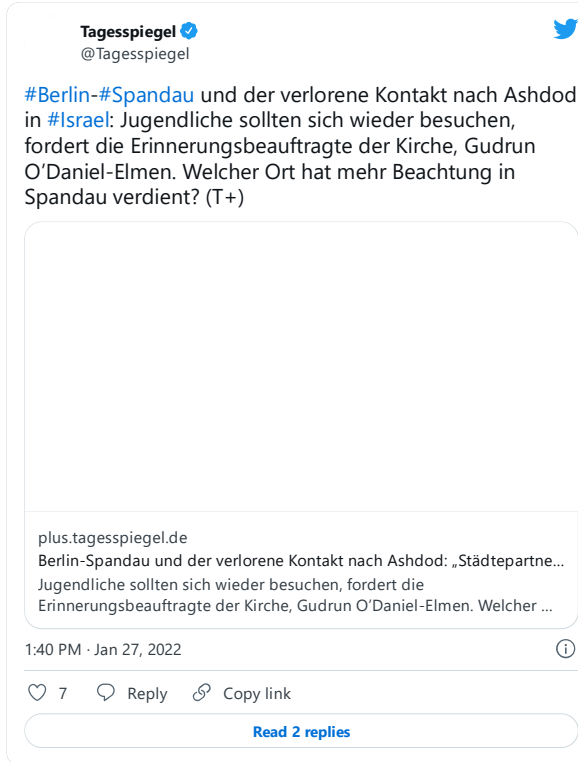 Tagesspiegel
@Tagesspiegel
#Berlin-#Spandau und der verlorene Kontakt nach Ashdod
in #Israel: Jugendliche sollten sich wieder besuchen,
fordert die Erinnerungsbeauftragte der Kirche, Gudrun
O’Daniel-Elmen. Welcher Ort hat mehr Beachtung in
Spandau verdient? (T+)
plus.tagesspiegel.de
Berlin-Spandau und der verlorene Kontakt nach Ashdod: „Städtepartne...
Jugendliche sollten sich wieder besuchen, fordert die
Erinnerungsbeauftragte der Kirche, Gudrun O’Daniel-Elmen. Welcher ...
1:40 PM · Jan 27, 2022
7 Reply Copy link
Read 2 replies